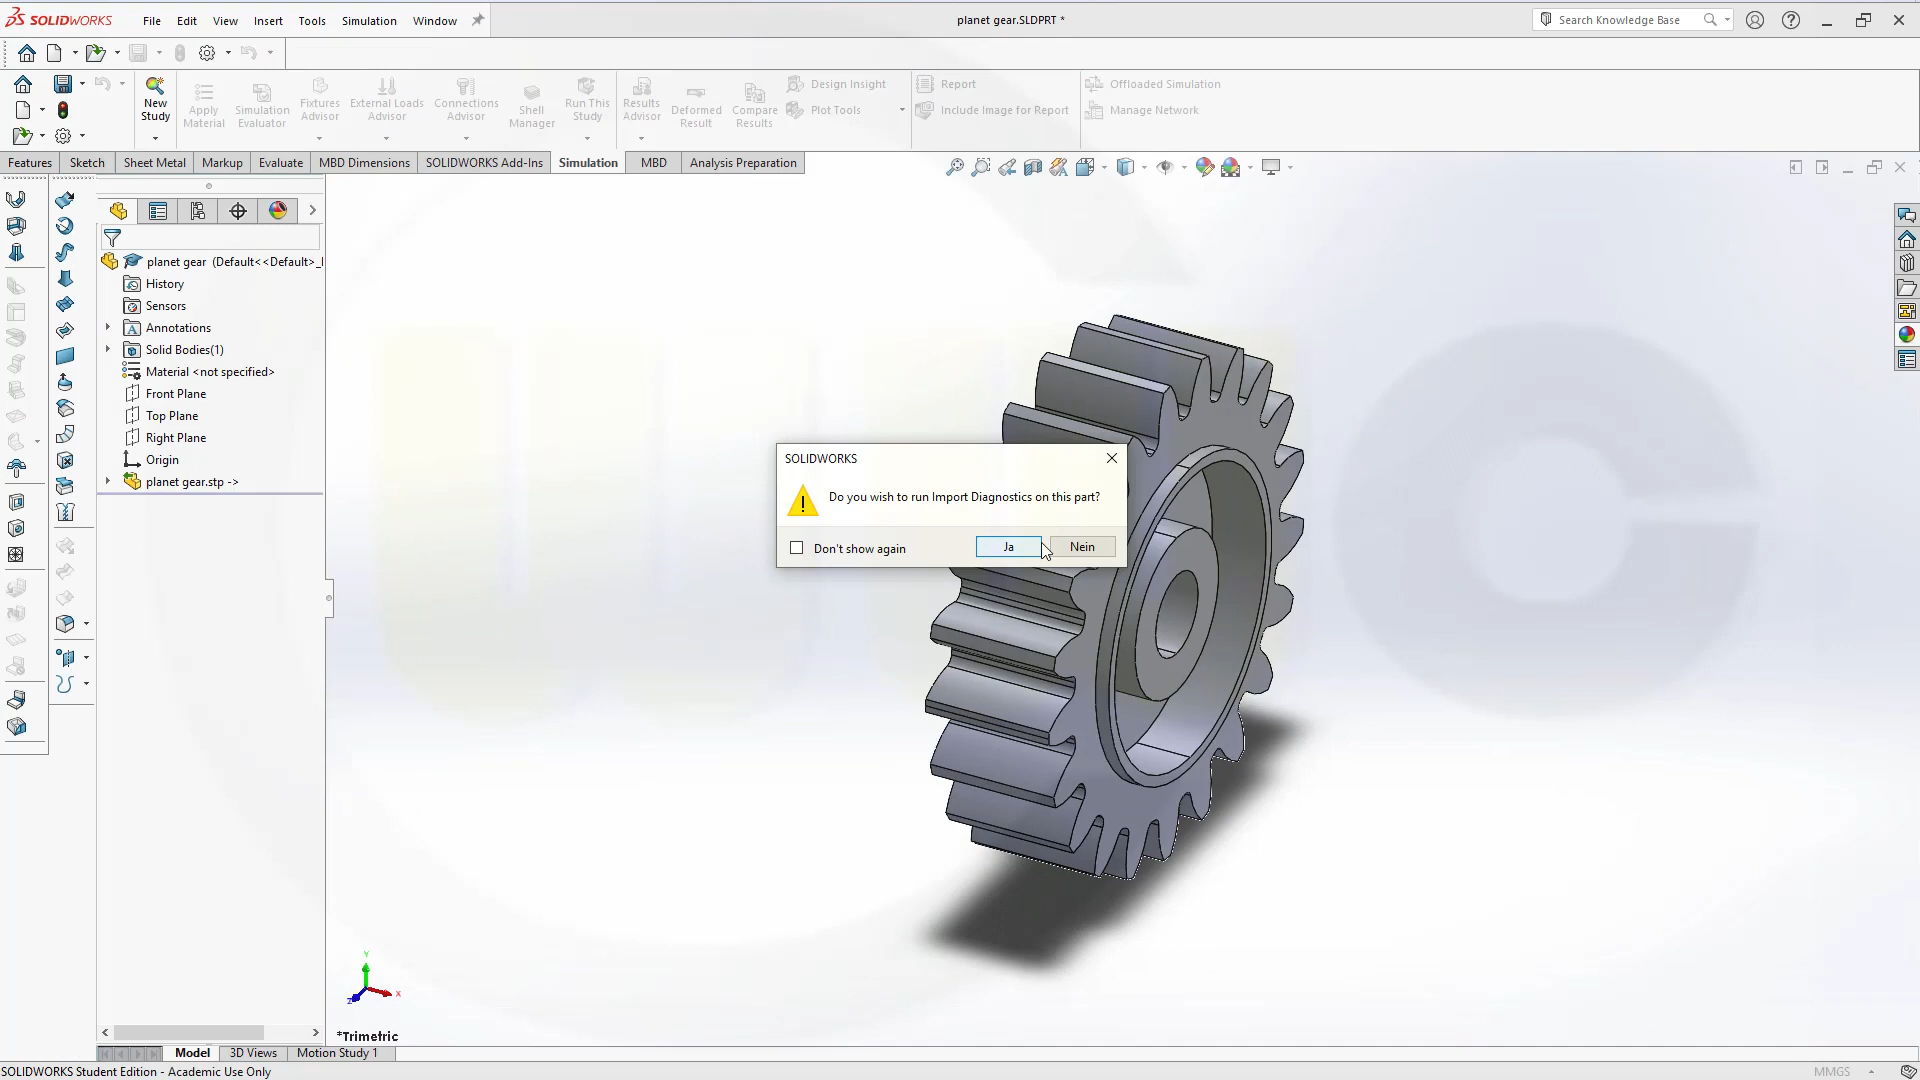 SOLIDWORKS
File Edit View Insert Tools Simulation Window
planet gear.SLDPRT *
Search Knowledge Base
New Study
Apply Material
Simulation Evaluator
Fixtures Advisor
External Loads Advisor
Connections Advisor
Shell Manager
Run This Study
Results Advisor
Deformed Result
Compare Results
Design Insight
Plot Tools
Report
Include Image for Report
Offloaded Simulation
Manage Network
Features Sketch Sheet Metal Markup Evaluate MBD Dimensions SOLIDWORKS Add-Ins Simulation MBD Analysis Preparation
planet gear (Default<<Default>_
History
Sensors
Annotations
Solid Bodies(1)
Material <not specified>
Front Plane
Top Plane
Right Plane
Origin
planet gear.stp ->
SOLIDWORKS
Do you wish to run Import Diagnostics on this part?
Don't show again
Ja Nein
Y
X
Z
*Trimetric
Model 3D Views Motion Study 1
SOLIDWORKS Student Edition - Academic Use Only
MMGS